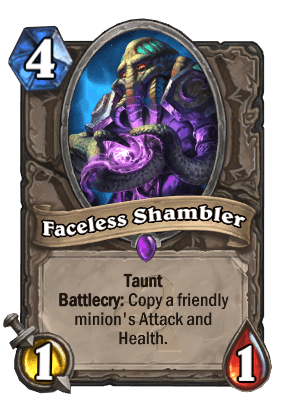 4
Faceless Shambler
Taunt
Battlecry: Copy a friendly
minion's Attack and
Health.
1
1